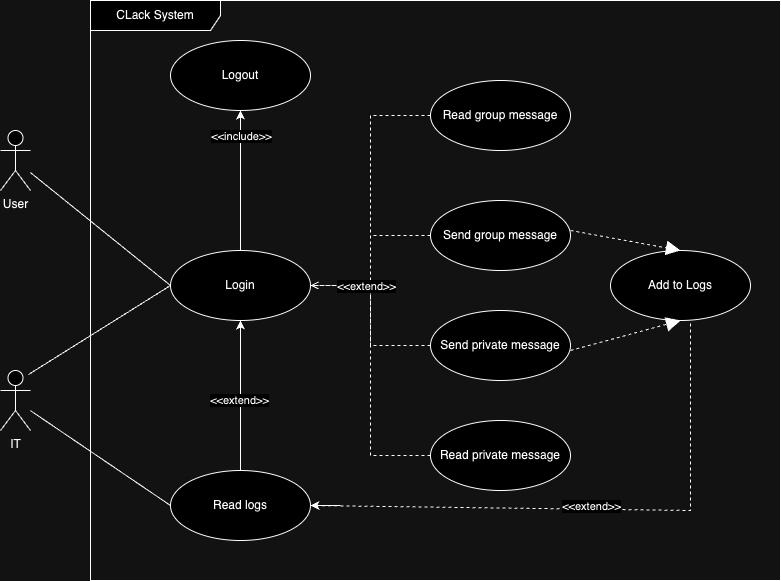 CLack System
Logout
<<include>>
Read group message
User
Send group message
Login
<<extend>>
Add to Logs
Send private message
<<extend>>
IT
Read private message
Read logs
<<extend>>